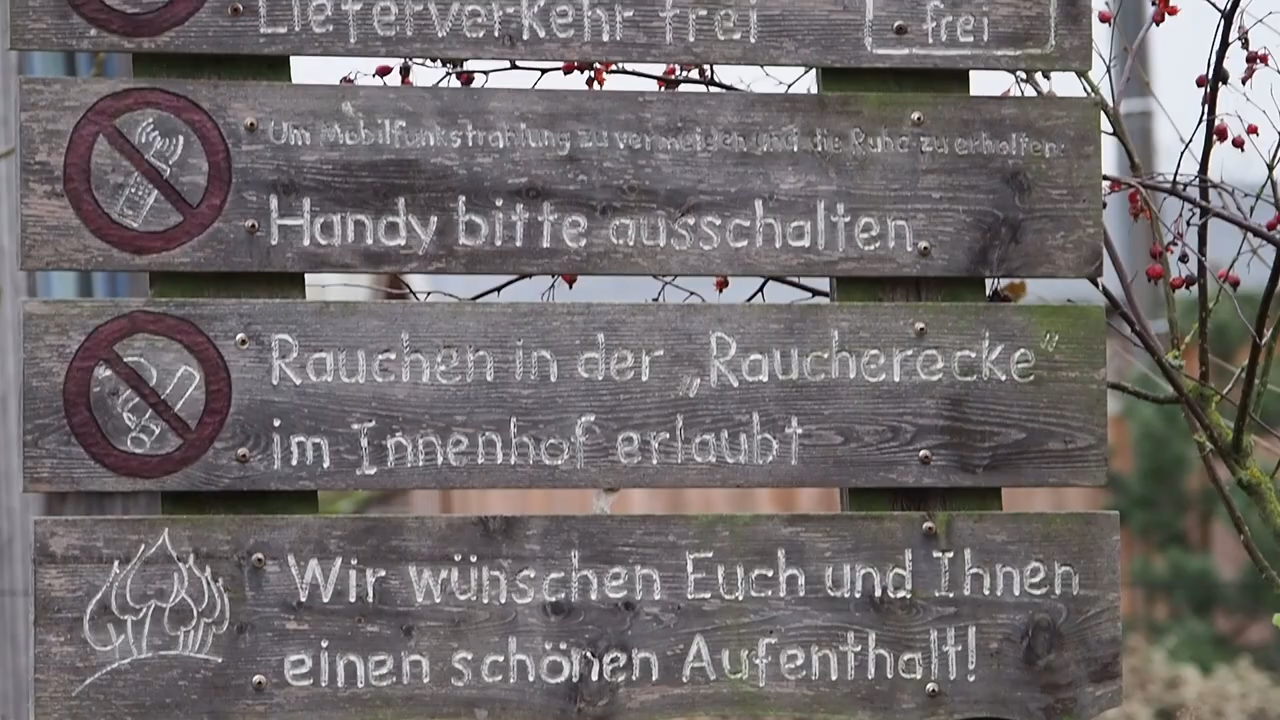 Lieferverkehr frei
frei
Um Mobilfunkstrahlung zu vermeiden und die Ruhe zu erhalten:
Handy bitte ausschalten.
Rauchen in der „Raucherecke“
im Innenhof erlaubt
Wir wünschen Euch und Ihnen
einen schönen Aufenthalt!